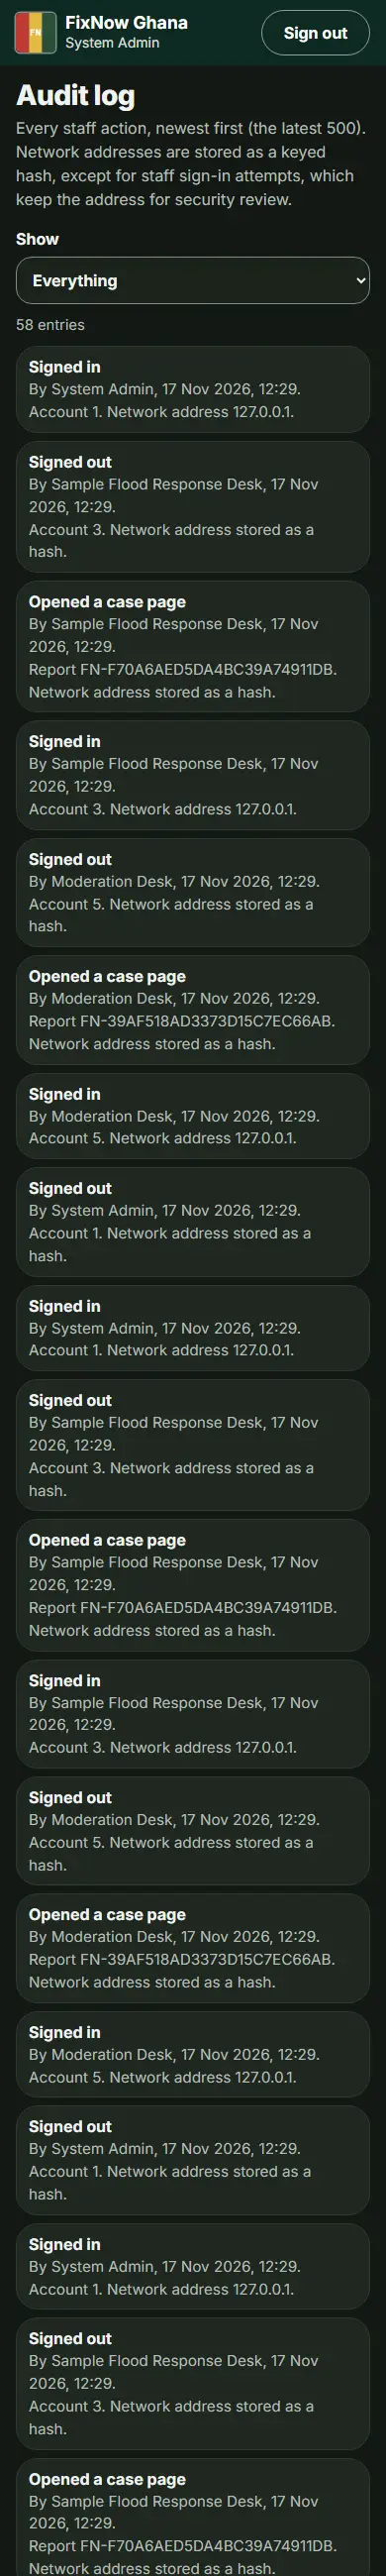 FN
FixNow Ghana
System Admin
Sign out
Audit log
Every staff action, newest first (the latest 500).
Network addresses are stored as a keyed
hash, except for staff sign-in attempts, which
keep the address for security review.
Show
Everything
58 entries
Signed in
By System Admin, 17 Nov 2026, 12:29.
Account 1. Network address 127.0.0.1.
Signed out
By Sample Flood Response Desk, 17 Nov
2026, 12:29.
Account 3. Network address stored as a
hash.
Opened a case page
By Sample Flood Response Desk, 17 Nov
2026, 12:29.
Report FN-F70A6AED5DA4BC39A74911DB.
Network address stored as a hash.
Signed in
By Sample Flood Response Desk, 17 Nov
2026, 12:29.
Account 3. Network address 127.0.0.1.
Signed out
By Moderation Desk, 17 Nov 2026, 12:29.
Account 5. Network address stored as a
hash.
Opened a case page
By Moderation Desk, 17 Nov 2026, 12:29.
Report FN-39AF518AD3373D15C7EC66AB.
Network address stored as a hash.
Signed in
By Moderation Desk, 17 Nov 2026, 12:29.
Account 5. Network address 127.0.0.1.
Signed out
By System Admin, 17 Nov 2026, 12:29.
Account 1. Network address stored as a
hash.
Signed in
By System Admin, 17 Nov 2026, 12:29.
Account 1. Network address 127.0.0.1.
Signed out
By Sample Flood Response Desk, 17 Nov
2026, 12:29.
Account 3. Network address stored as a
hash.
Opened a case page
By Sample Flood Response Desk, 17 Nov
2026, 12:29.
Report FN-F70A6AED5DA4BC39A74911DB.
Network address stored as a hash.
Signed in
By Sample Flood Response Desk, 17 Nov
2026, 12:29.
Account 3. Network address 127.0.0.1.
Signed out
By Moderation Desk, 17 Nov 2026, 12:29.
Account 5. Network address stored as a
hash.
Opened a case page
By Moderation Desk, 17 Nov 2026, 12:29.
Report FN-39AF518AD3373D15C7EC66AB.
Network address stored as a hash.
Signed in
By Moderation Desk, 17 Nov 2026, 12:29.
Account 5. Network address 127.0.0.1.
Signed out
By System Admin, 17 Nov 2026, 12:29.
Account 1. Network address stored as a
hash.
Signed in
By System Admin, 17 Nov 2026, 12:29.
Account 1. Network address 127.0.0.1.
Signed out
By Sample Flood Response Desk, 17 Nov
2026, 12:29.
Account 3. Network address stored as a
hash.
Opened a case page
By Sample Flood Response Desk, 17 Nov
2026, 12:29.
Report FN-F70A6AED5DA4BC39A74911DB.
Network address stored as a hash.